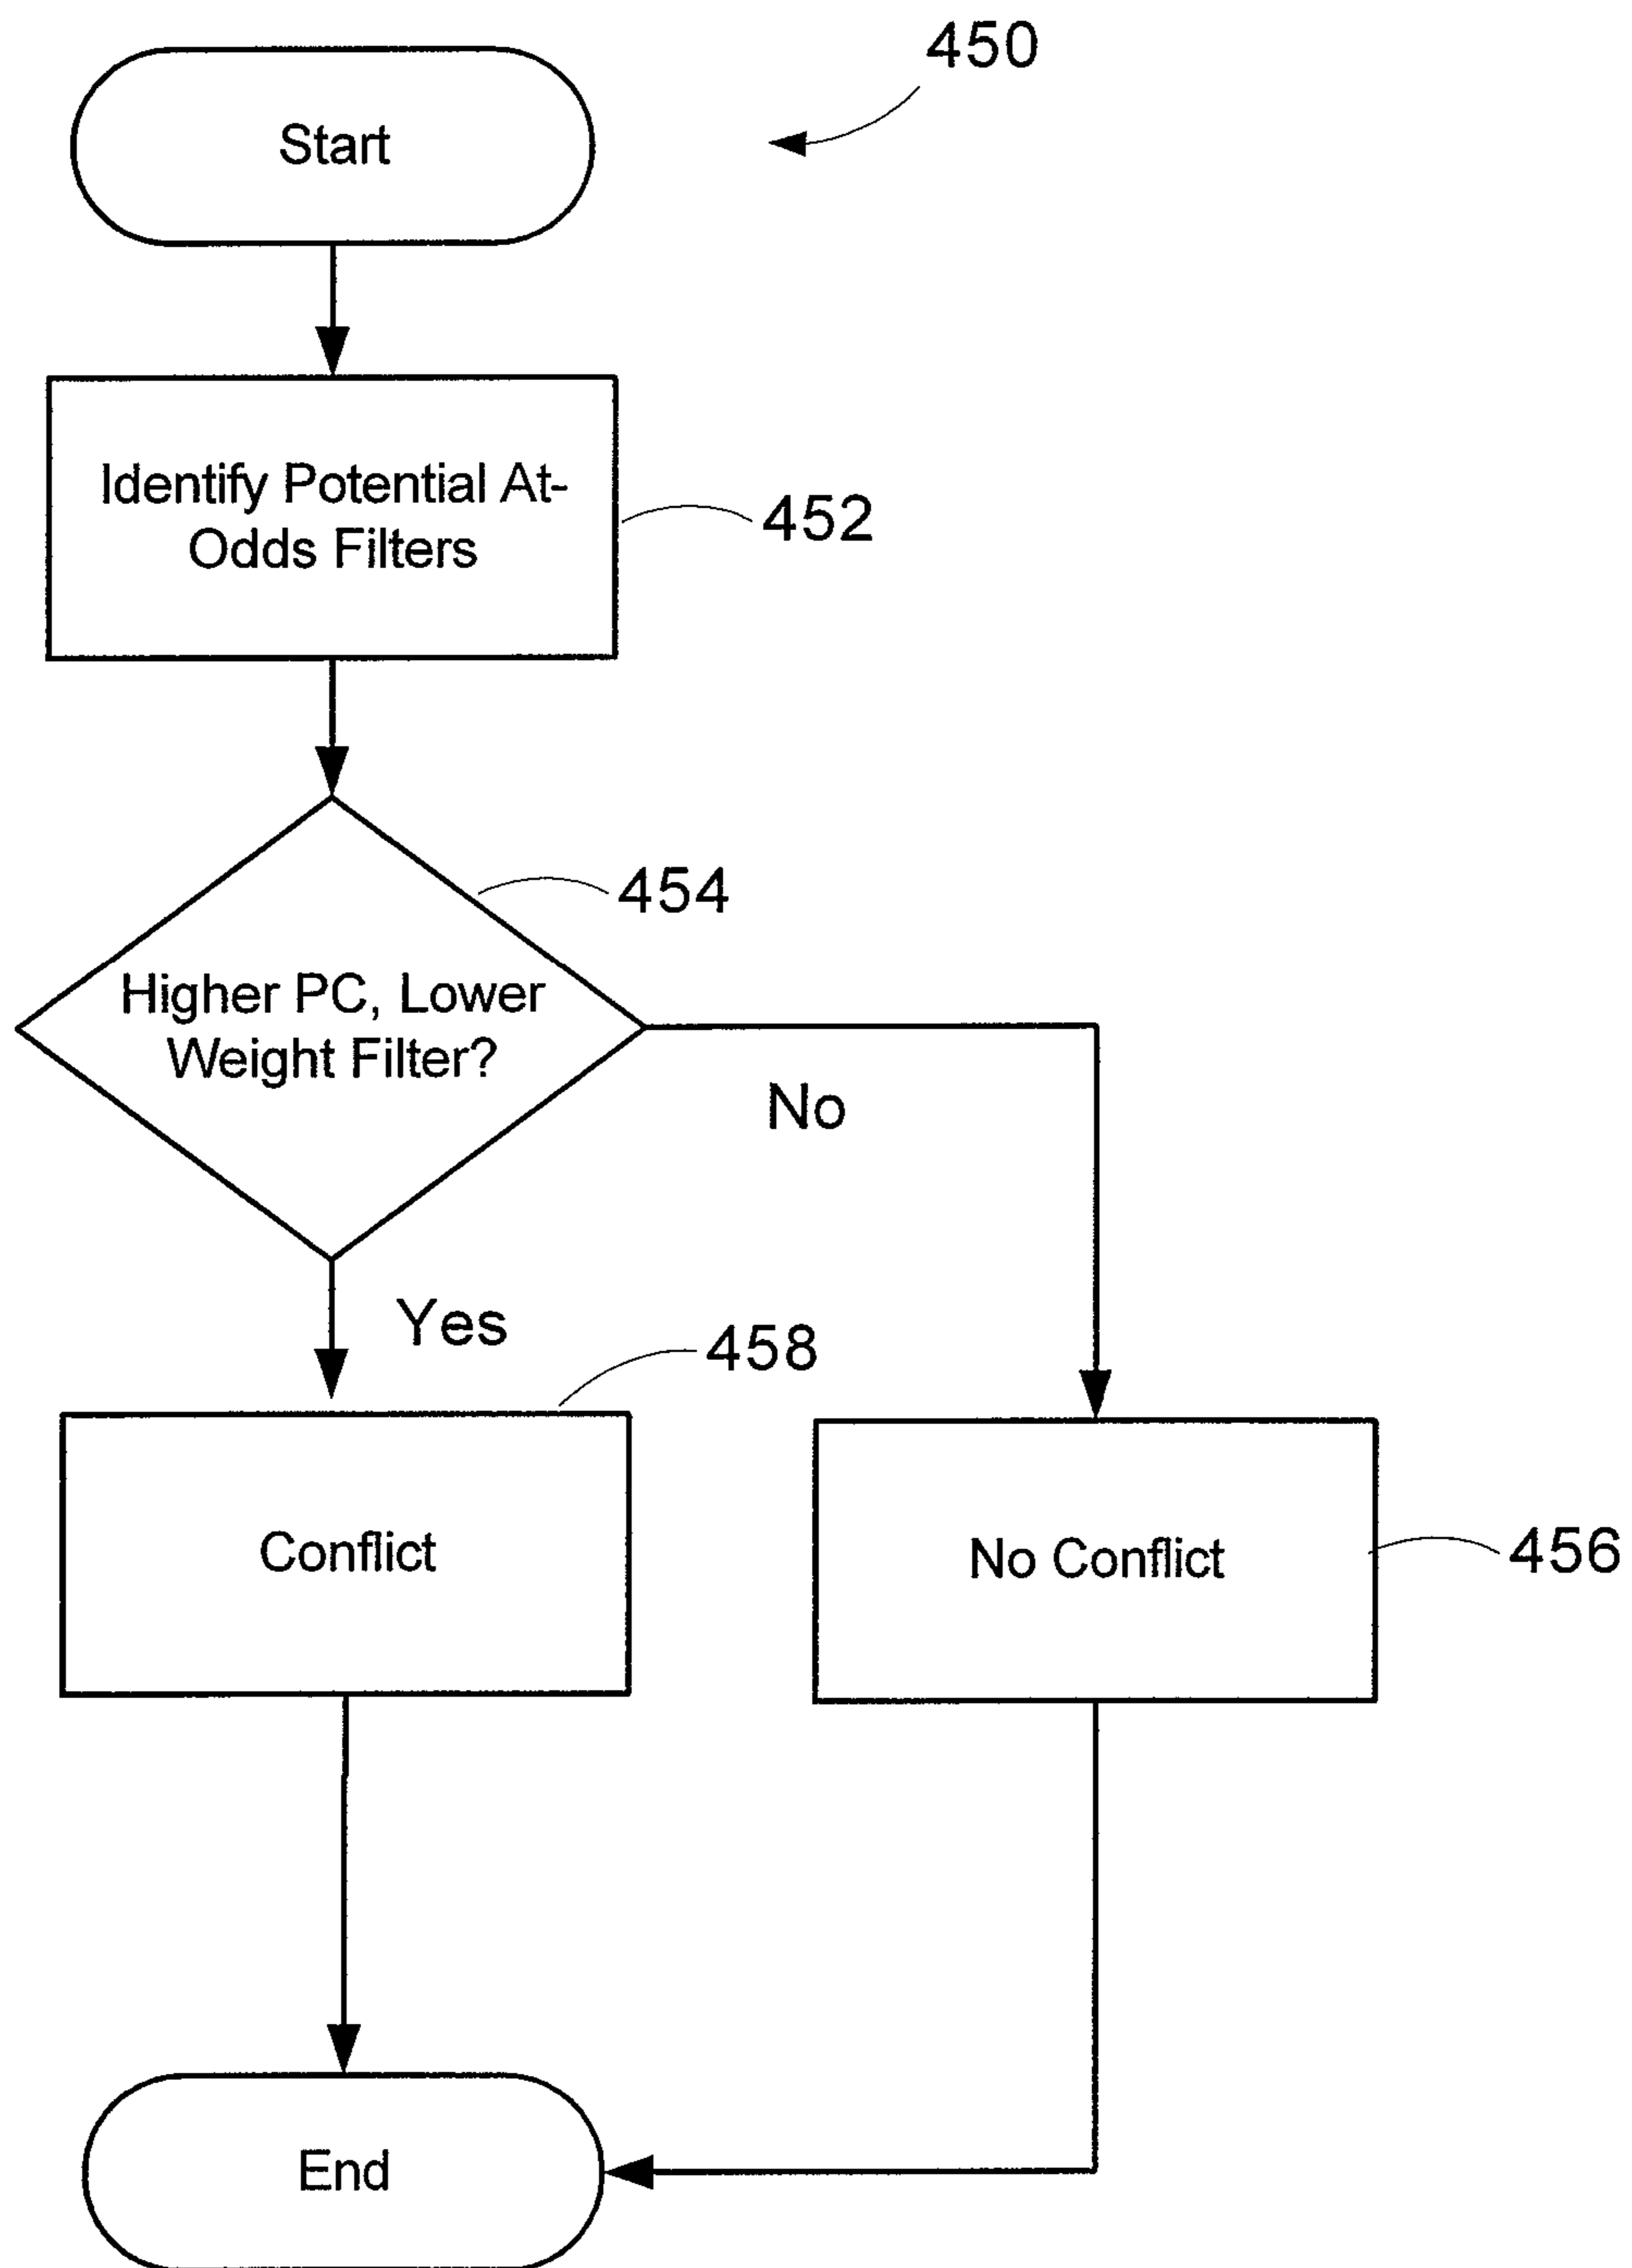 450
Start
Identify Potential At-
Odds Filters
452
454
Higher PC, Lower
Weight Filter?
No
Yes
458
Conflict
No Conflict
456
End